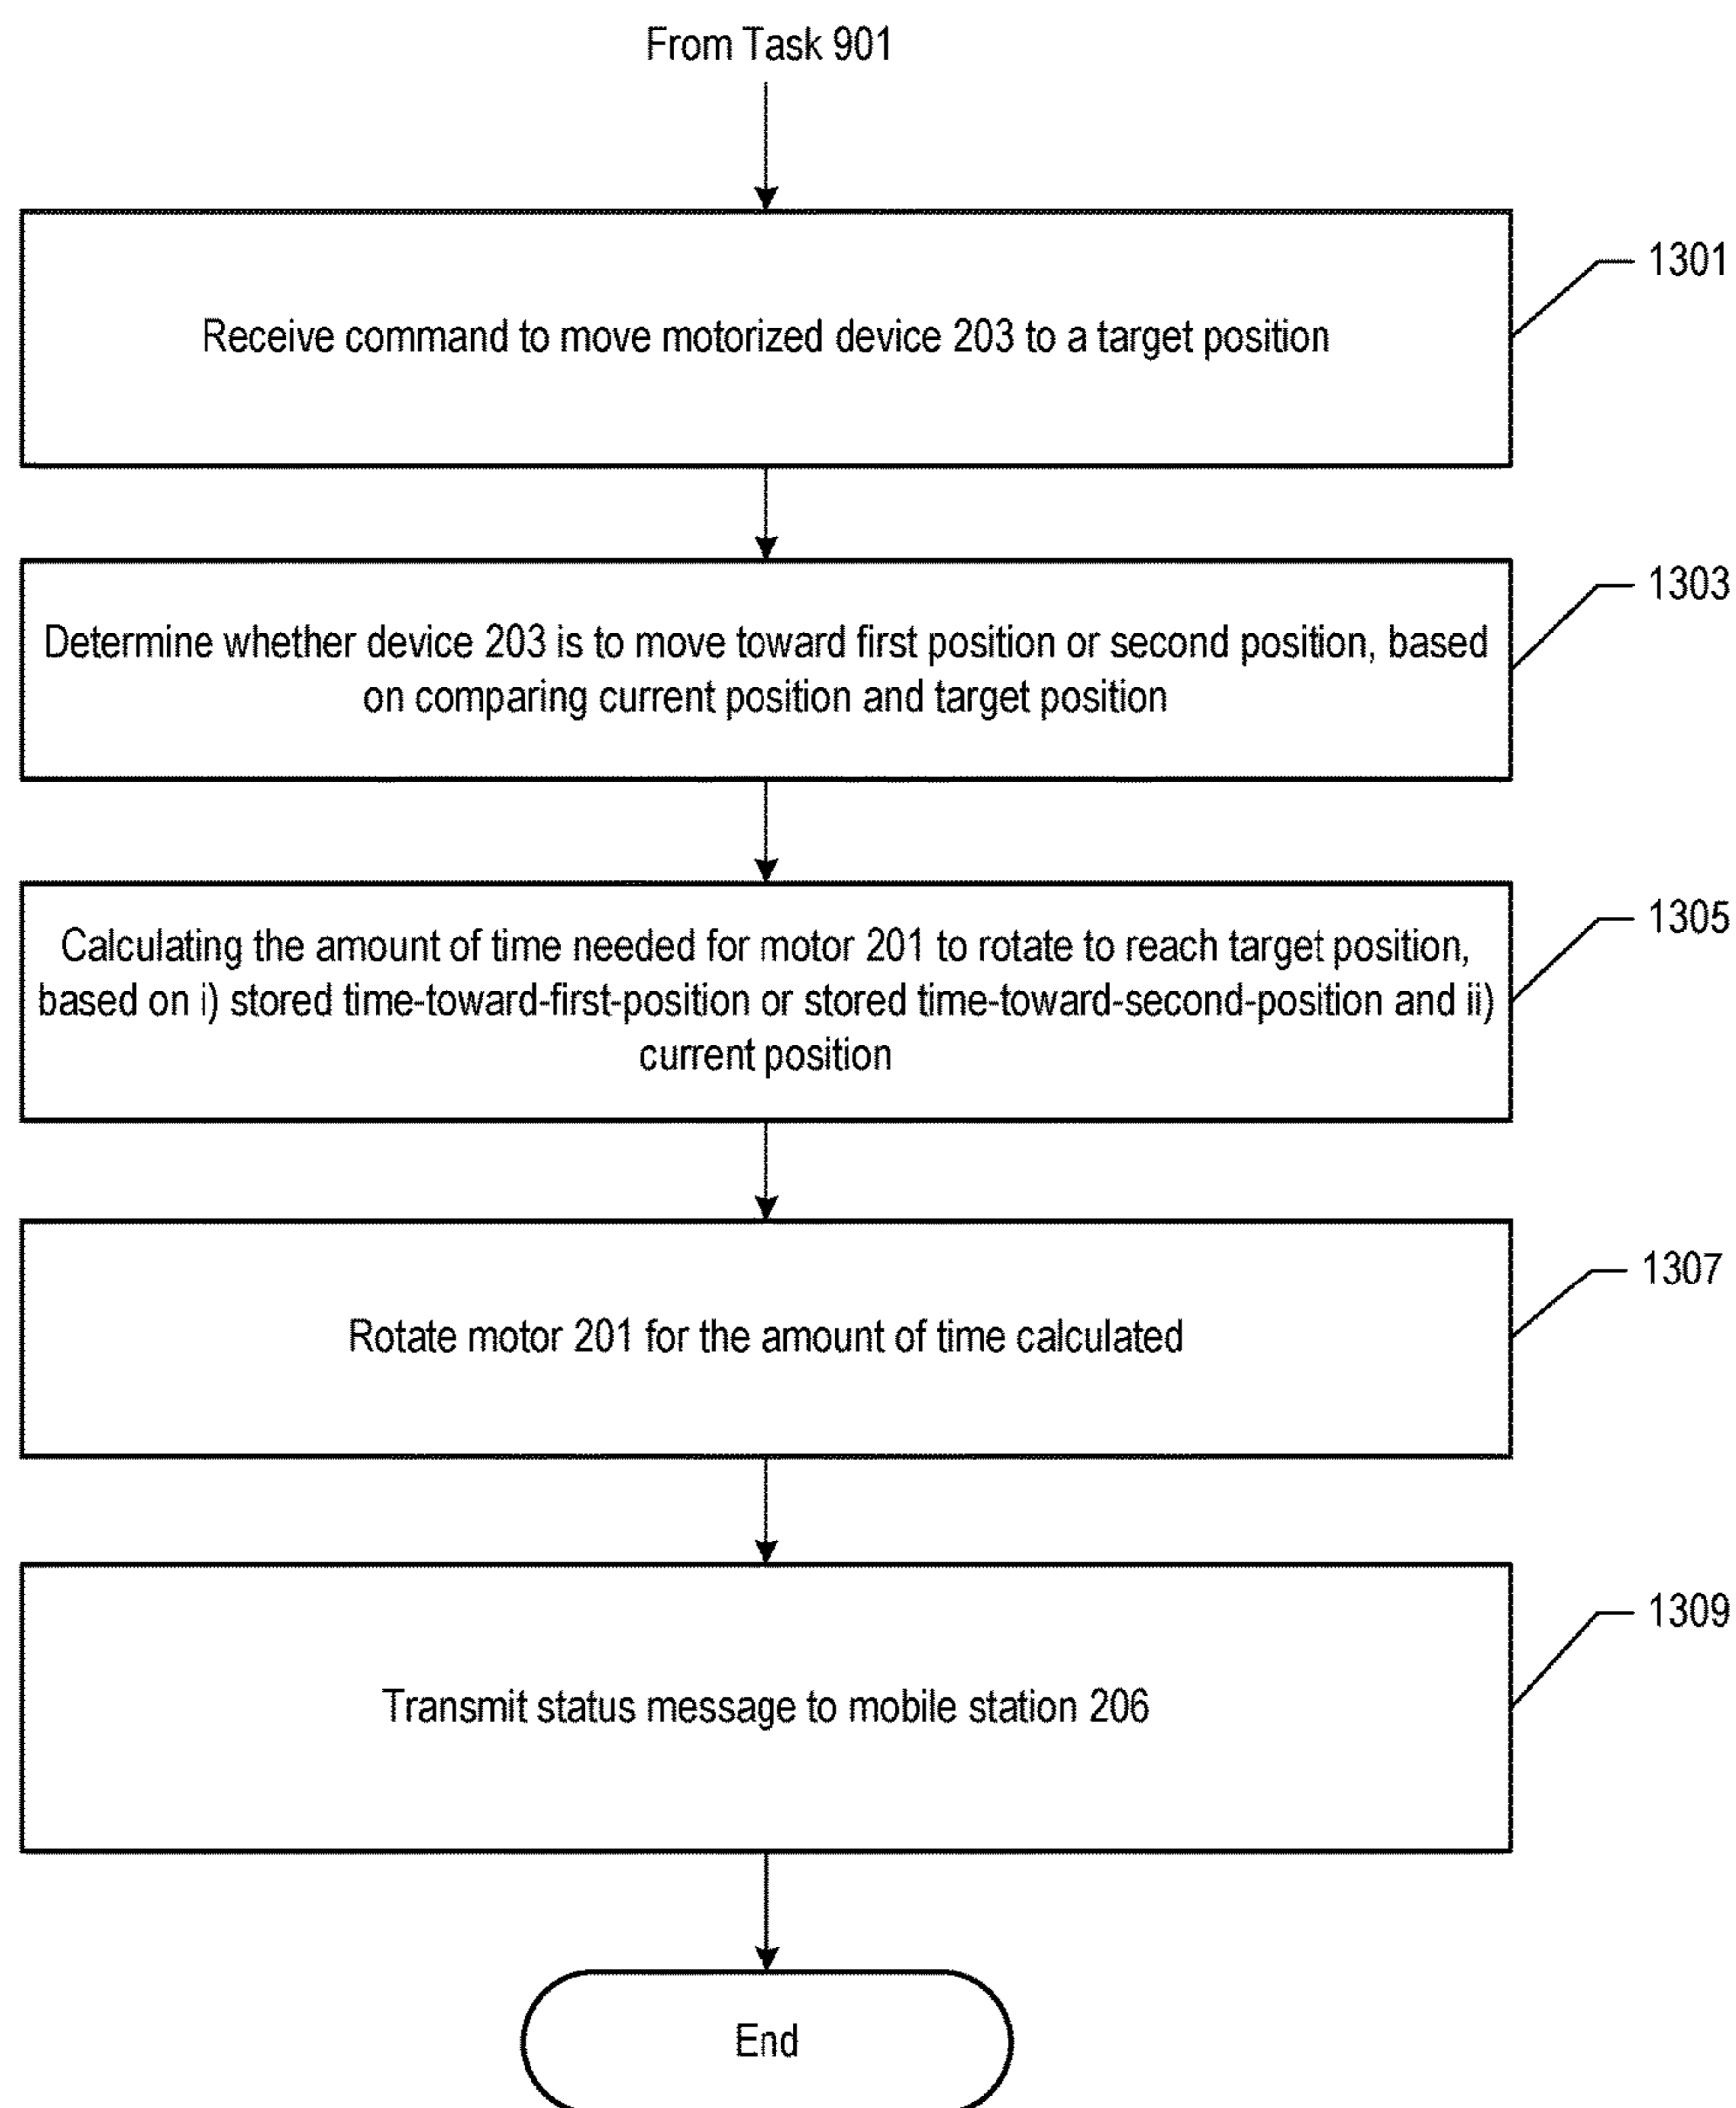 From Task 901
1301
Receive command to move motorized device 203 to a target position
1303
Determine whether device 203 is to move toward first position or second position, based
on comparing current position and target position
1305
Calculating the amount of time needed for motor 201 to rotate to reach target position,
based on i) stored time-toward-first-position or stored time-toward-second-position and ii)
current position
1307
Rotate motor 201 for the amount of time calculated
1309
Transmit status message to mobile station 206
End